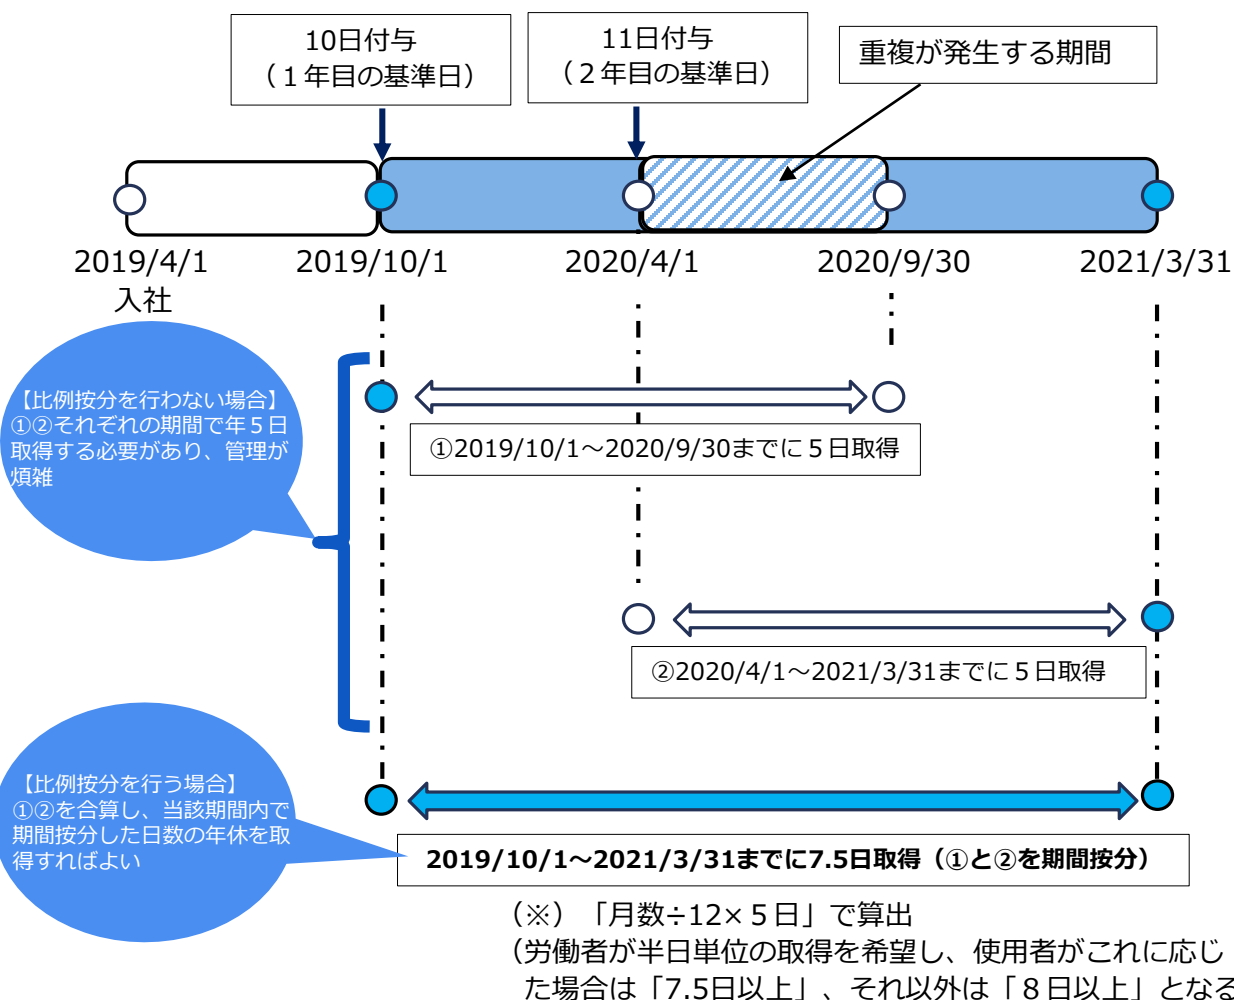 10日付与
（１年目の基準日）
11日付与
（２年目の基準日）
重複が発生する期間
2019/4/1
入社
2019/10/1
2020/4/1
2020/9/30
2021/3/31
【比例按分を行わない場合】
①②それぞれの期間で年５日
取得する必要があり、管理が
煩雑
①2019/10/1～2020/9/30までに５日取得
②2020/4/1～2021/3/31までに５日取得
【比例按分を行う場合】
①②を合算し、当該期間内で
期間按分した日数の年休を取
得すればよい
2019/10/1～2021/3/31までに7.5日取得（①と②を期間按分）
（※）「月数÷12×５日」で算出
（労働者が半日単位の取得を希望し、使用者がこれに応じ
た場合は「7.5日以上」、それ以外は「８日以上」となる